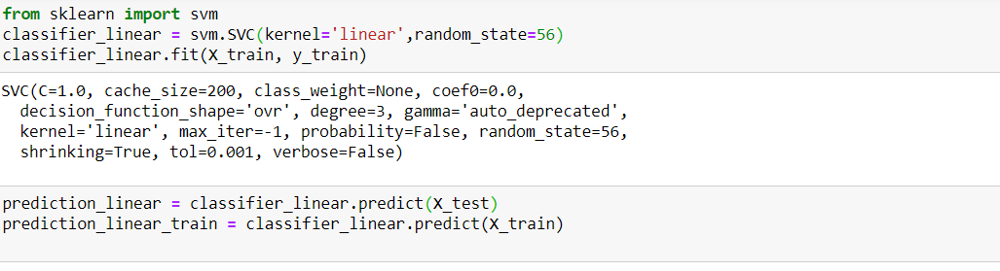 from sklearn import svm
classifier_linear = svm.SVC(kernel='linear',random_state=56)
classifier_linear.fit(X_train, y_train)
SVC(C=1.0, cache_size=200, class_weight=None, coef0=0.0,
  decision_function_shape='ovr', degree=3, gamma='auto_deprecated',
  kernel='linear', max_iter=-1, probability=False, random_state=56,
  shrinking=True, tol=0.001, verbose=False)
prediction_linear = classifier_linear.predict(X_test)
prediction_linear_train = classifier_linear.predict(X_train)